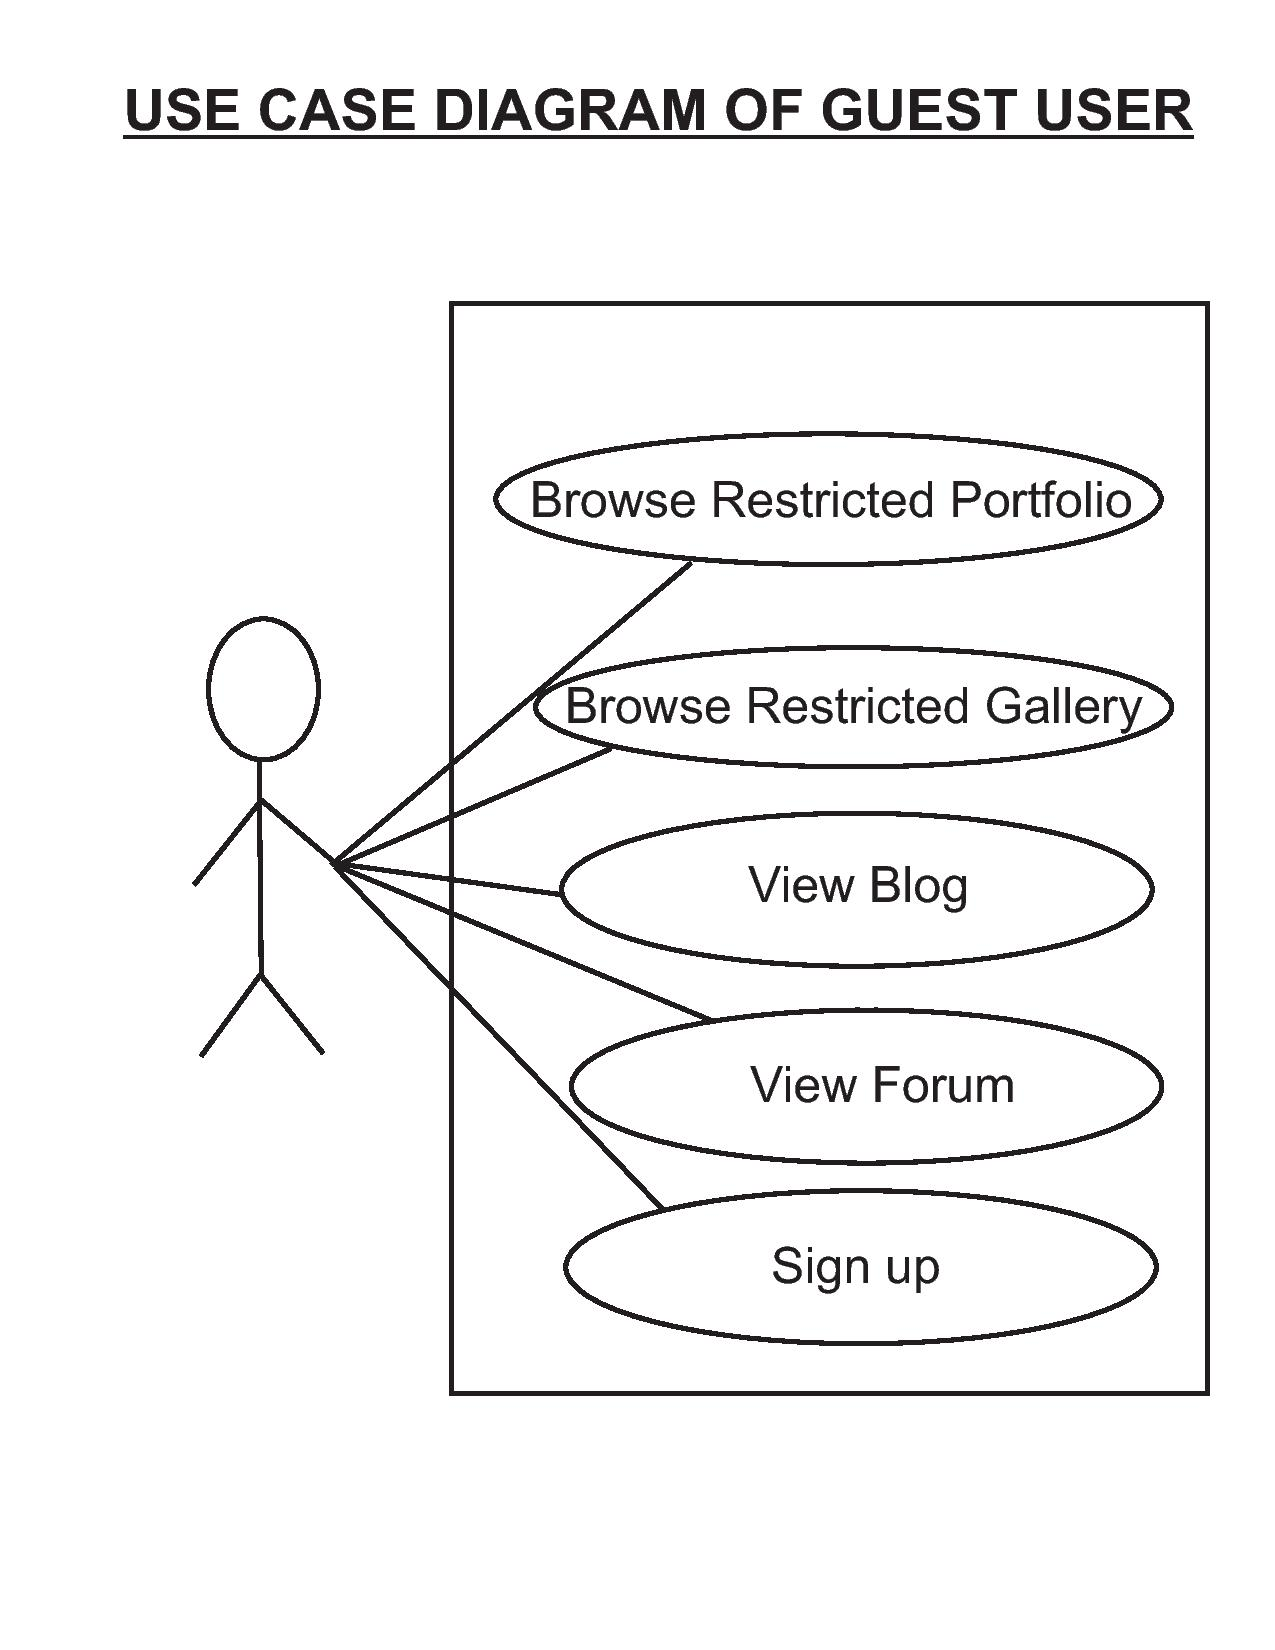 USE CASE DIAGRAM OF GUEST USER
Browse Restricted Portfolio
Browse Restricted Gallery
View Blog
View Forum
Sign up